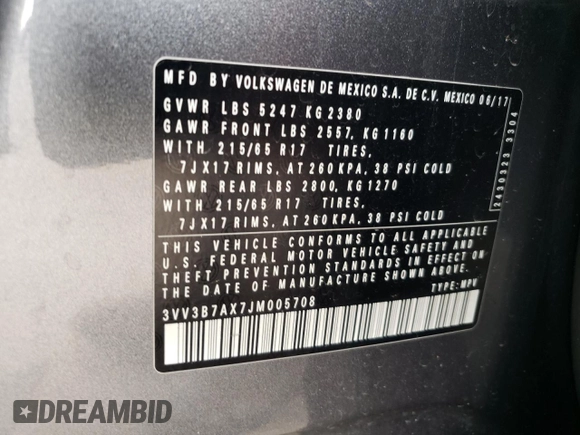 MFD BY VOLKSWAGEN DE MEXICO S.A. DE C.V. MEXICO 06/17
GVWR LBS 5247 KG 2380
GAWR FRONT LBS 2557, KG 1160
WITH 215/65 R17 TIRES,
7JX17 RIMS, AT 260 KPA, 38 PSI COLD
GAWR REAR LBS 2800, KG 1270
WITH 215/65 R17 TIRES,
7JX17 RIMS, AT 260 KPA, 38 PSI COLD
THIS VEHICLE CONFORMS TO ALL APPLICABLE
U.S. FEDERAL MOTOR VEHICLE SAFETY AND
THEFT PREVENTION STANDARDS IN EFFECT ON
THE DATE OF MANUFACTURE SHOWN ABOVE.
3VV3B7AX7JM005708 TYPE: MPV
2430323 3304
DREAMBID